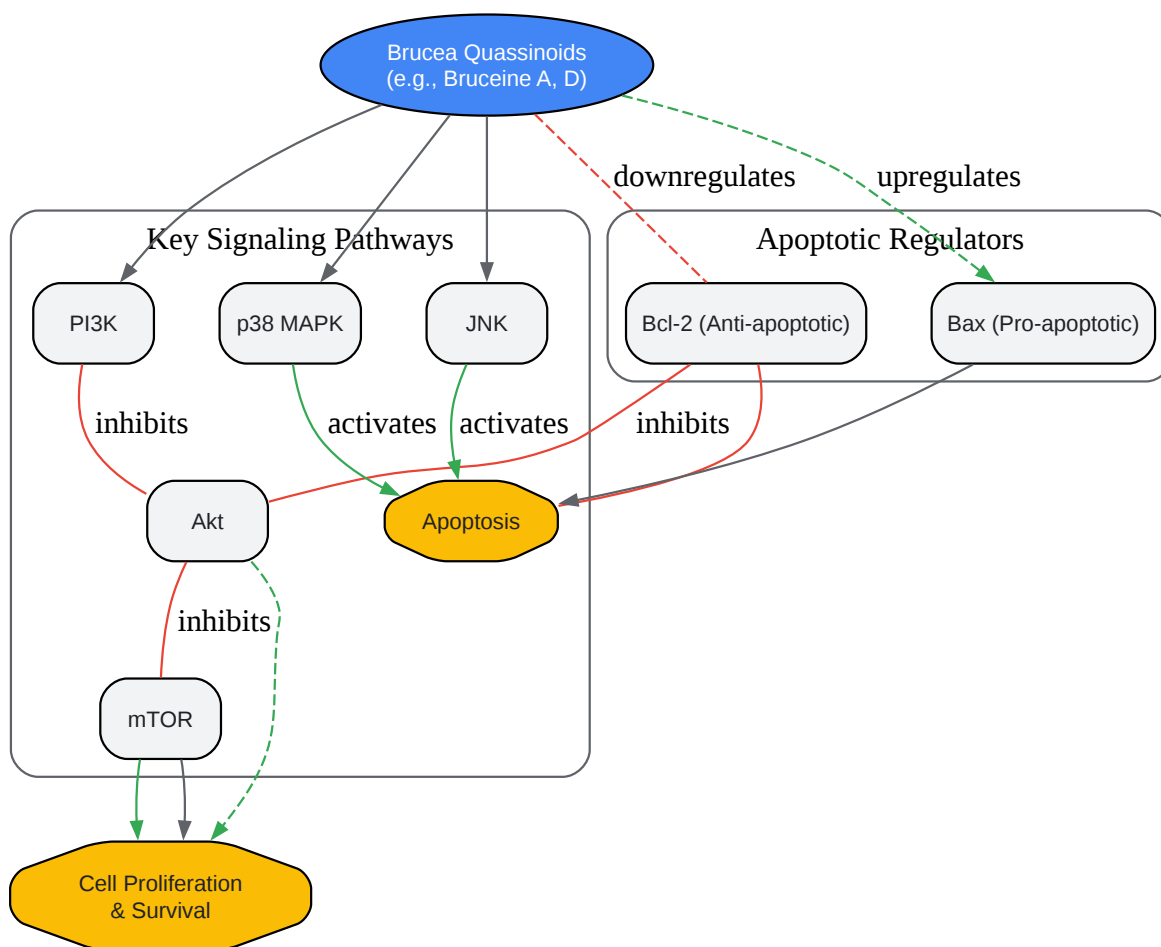 Brucea Quassinoids
(e.g., Bruceine A, D)
downregulates
upregulates
Key Signaling Pathways
Apoptotic Regulators
PI3K
p38 MAPK
JNK
Bcl-2 (Anti-apoptotic)
Bax (Pro-apoptotic)
inhibits
activates
activates
inhibits
Akt
Apoptosis
inhibits
mTOR
Cell Proliferation
& Survival